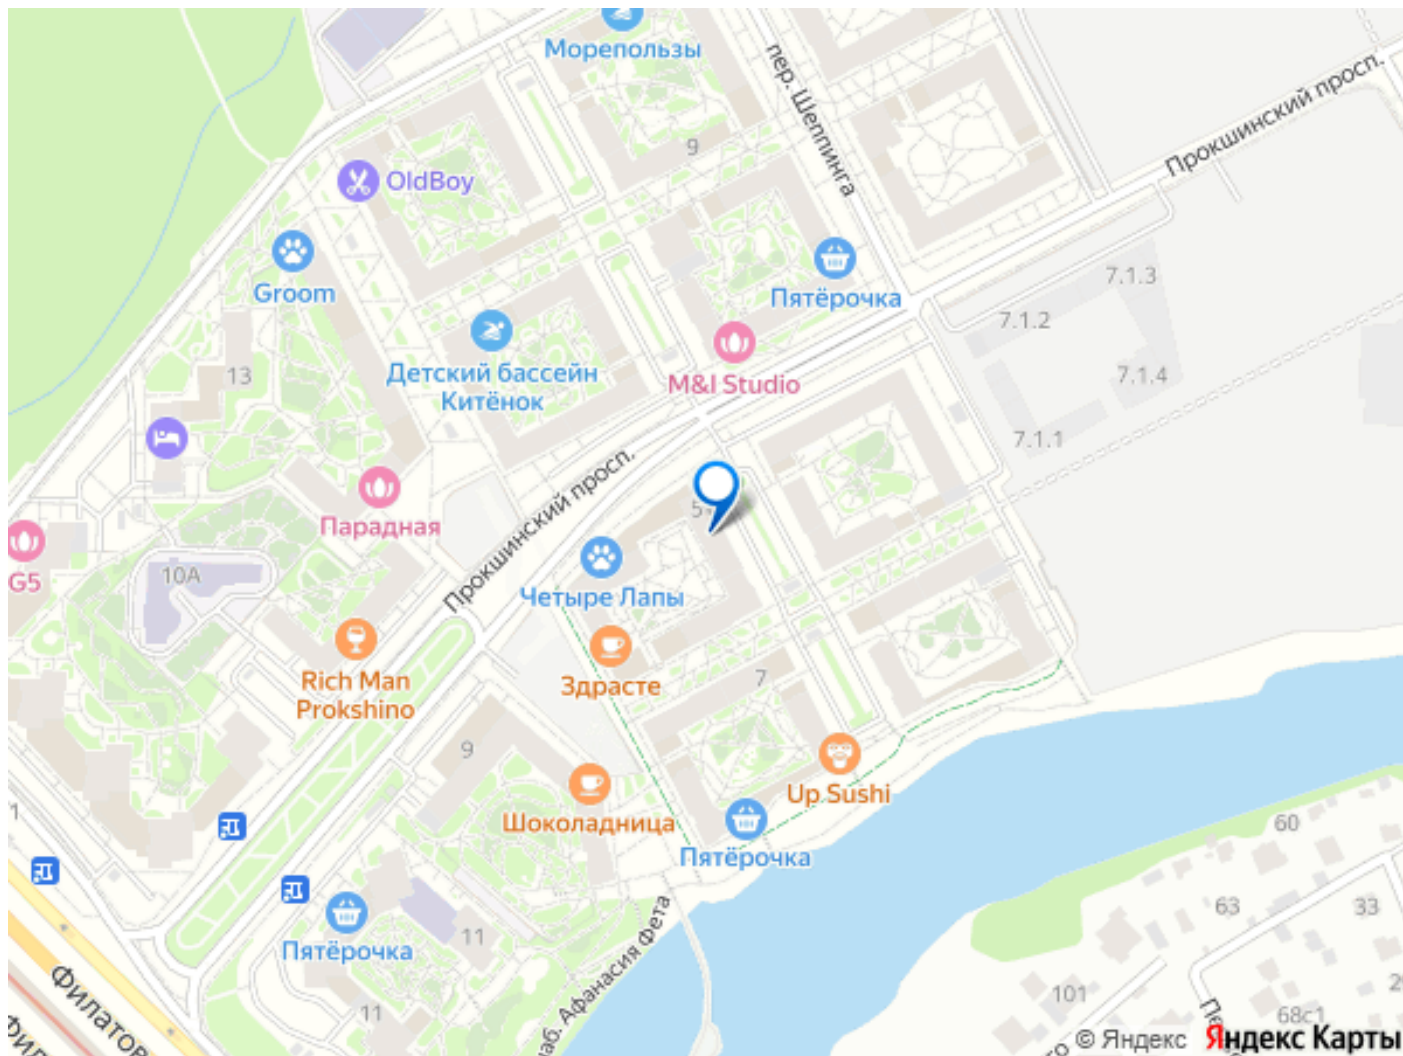 Морепользы
пер. Шеппинга
Прокшинский просп.
9
OldBoy
Groom
Пятёрочка
7.1.3
7.1.2
Детский бассейн
Китёнок
M&I Studio
13
7.1.4
7.1.1
Парадная
Прокшинский просп.
5
G5
10А
Четыре Лапы
Rich Man
Prokshino
Здрасте
7
9
Up Sushi
Шоколадница
1
60
Пятёрочка
63
33
Пятёрочка
11
наб. Афанасия Фета
11
101
68с1
© Яндекс
Яндекс Карты